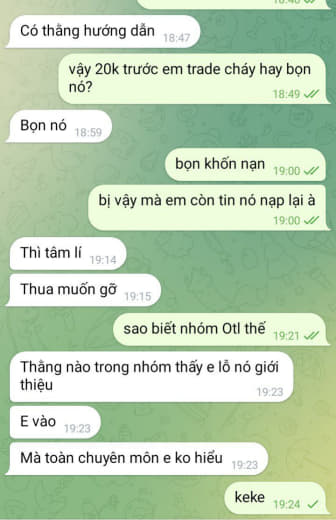 Có thằng hướng dẫn 18:47
vậy 20k trước em trade cháy hay bọn
nó?
18:49
Bọn nó 18:59
bọn khốn nạn 19:00
bị vậy mà em còn tin nó nạp lại à
19:00
Thì tâm lí 19:14
Thua muốn gỡ 19:15
sao biết nhóm Otl thế 19:21
Thằng nào trong nhóm thấy e lỗ nó giới
thiệu
19:23
E vào 19:23
Mà toàn chuyên môn e ko hiểu 19:23
keke 19:24